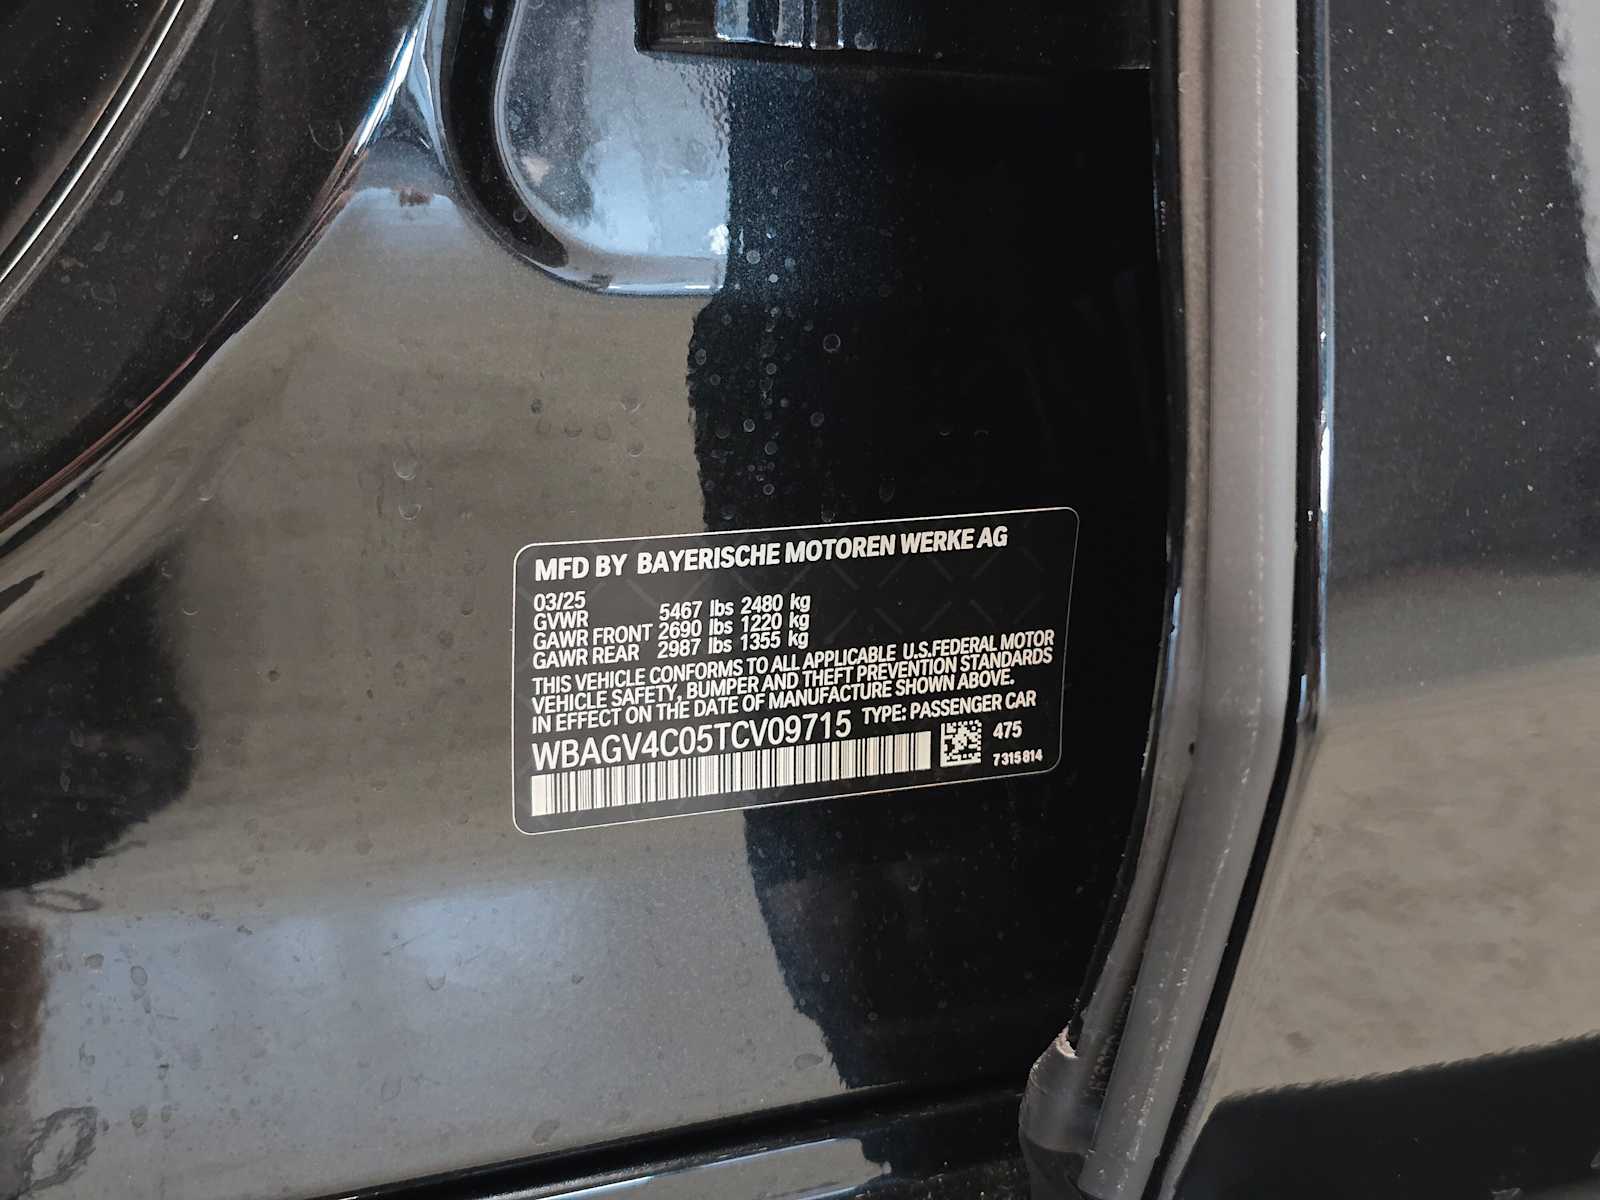 MFD BY BAYERISCHE MOTOREN WERKE AG
03/25
GVWR 5467 lbs 2480 kg
GAWR FRONT 2690 lbs 1220 kg
GAWR REAR 2987 lbs 1355 kg
THIS VEHICLE CONFORMS TO ALL APPLICABLE U.S.FEDERAL MOTOR
VEHICLE SAFETY, BUMPER AND THEFT PREVENTION STANDARDS
IN EFFECT ON THE DATE OF MANUFACTURE SHOWN ABOVE.
WBAGV4C05TCV09715 TYPE: PASSENGER CAR
475
7315814